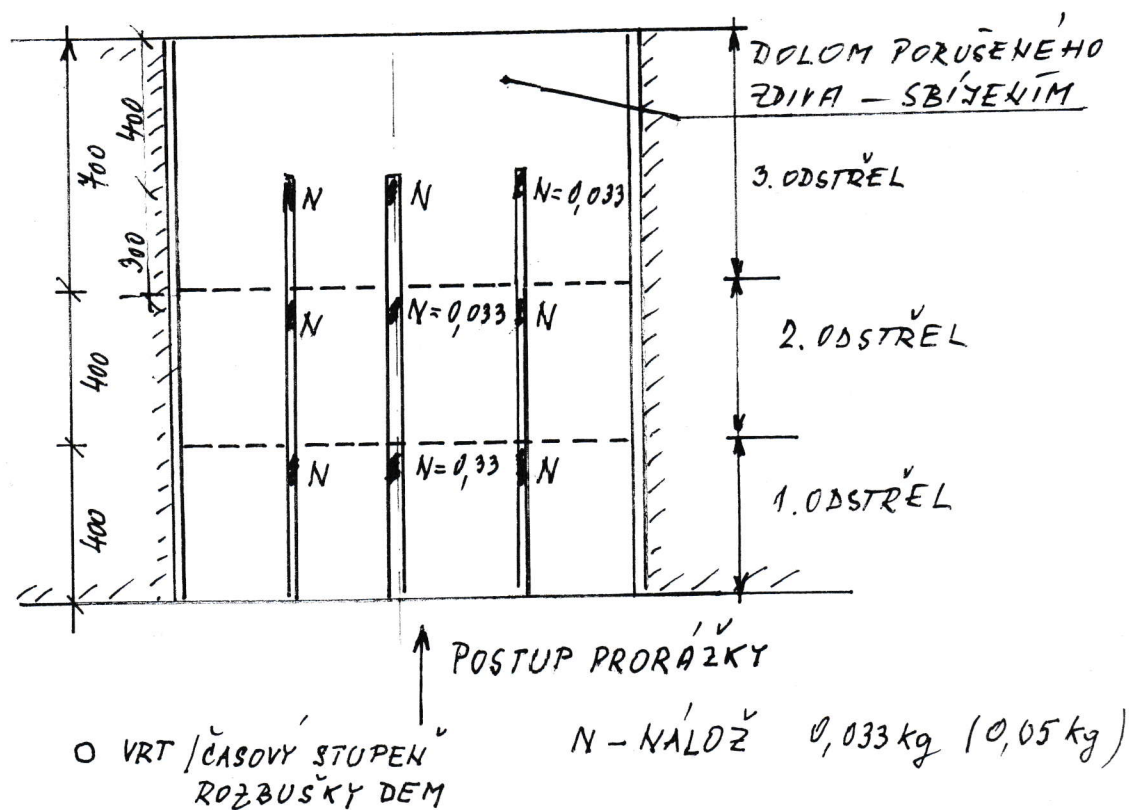 DOLOM PORUŠENÉHO
ZDIVA – SBÍJENÍM
400
700
300
400
400
N
N
N=0,033
3. ODSTŘEL
N
N=0,033
N
2. ODSTŘEL
N
N=0,33
N
1. ODSTŘEL
POSTUP PRORÁŽKY
O VRT / ČASOVÝ STUPEŇ
ROZBUŠKY DEM
N – NÁLOŽ 0,033 kg (0,05 kg)